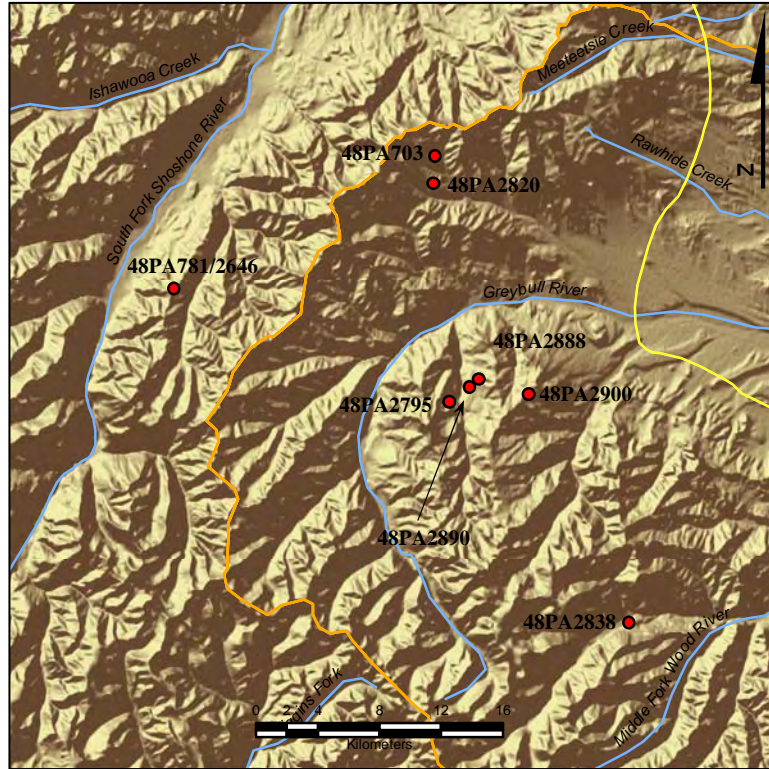 Meeteetsie Creek
Ishawooa Creek
South Fork Shoshone River
48PA703
Rawhide Creek
N
48PA2820
48PA781/2646
Greybull River
48PA2888
48PA2795
48PA2900
48PA2890
48PA2838
Middle Fork Wood River
Fork
0 2 4 8 12 16
Kilometers